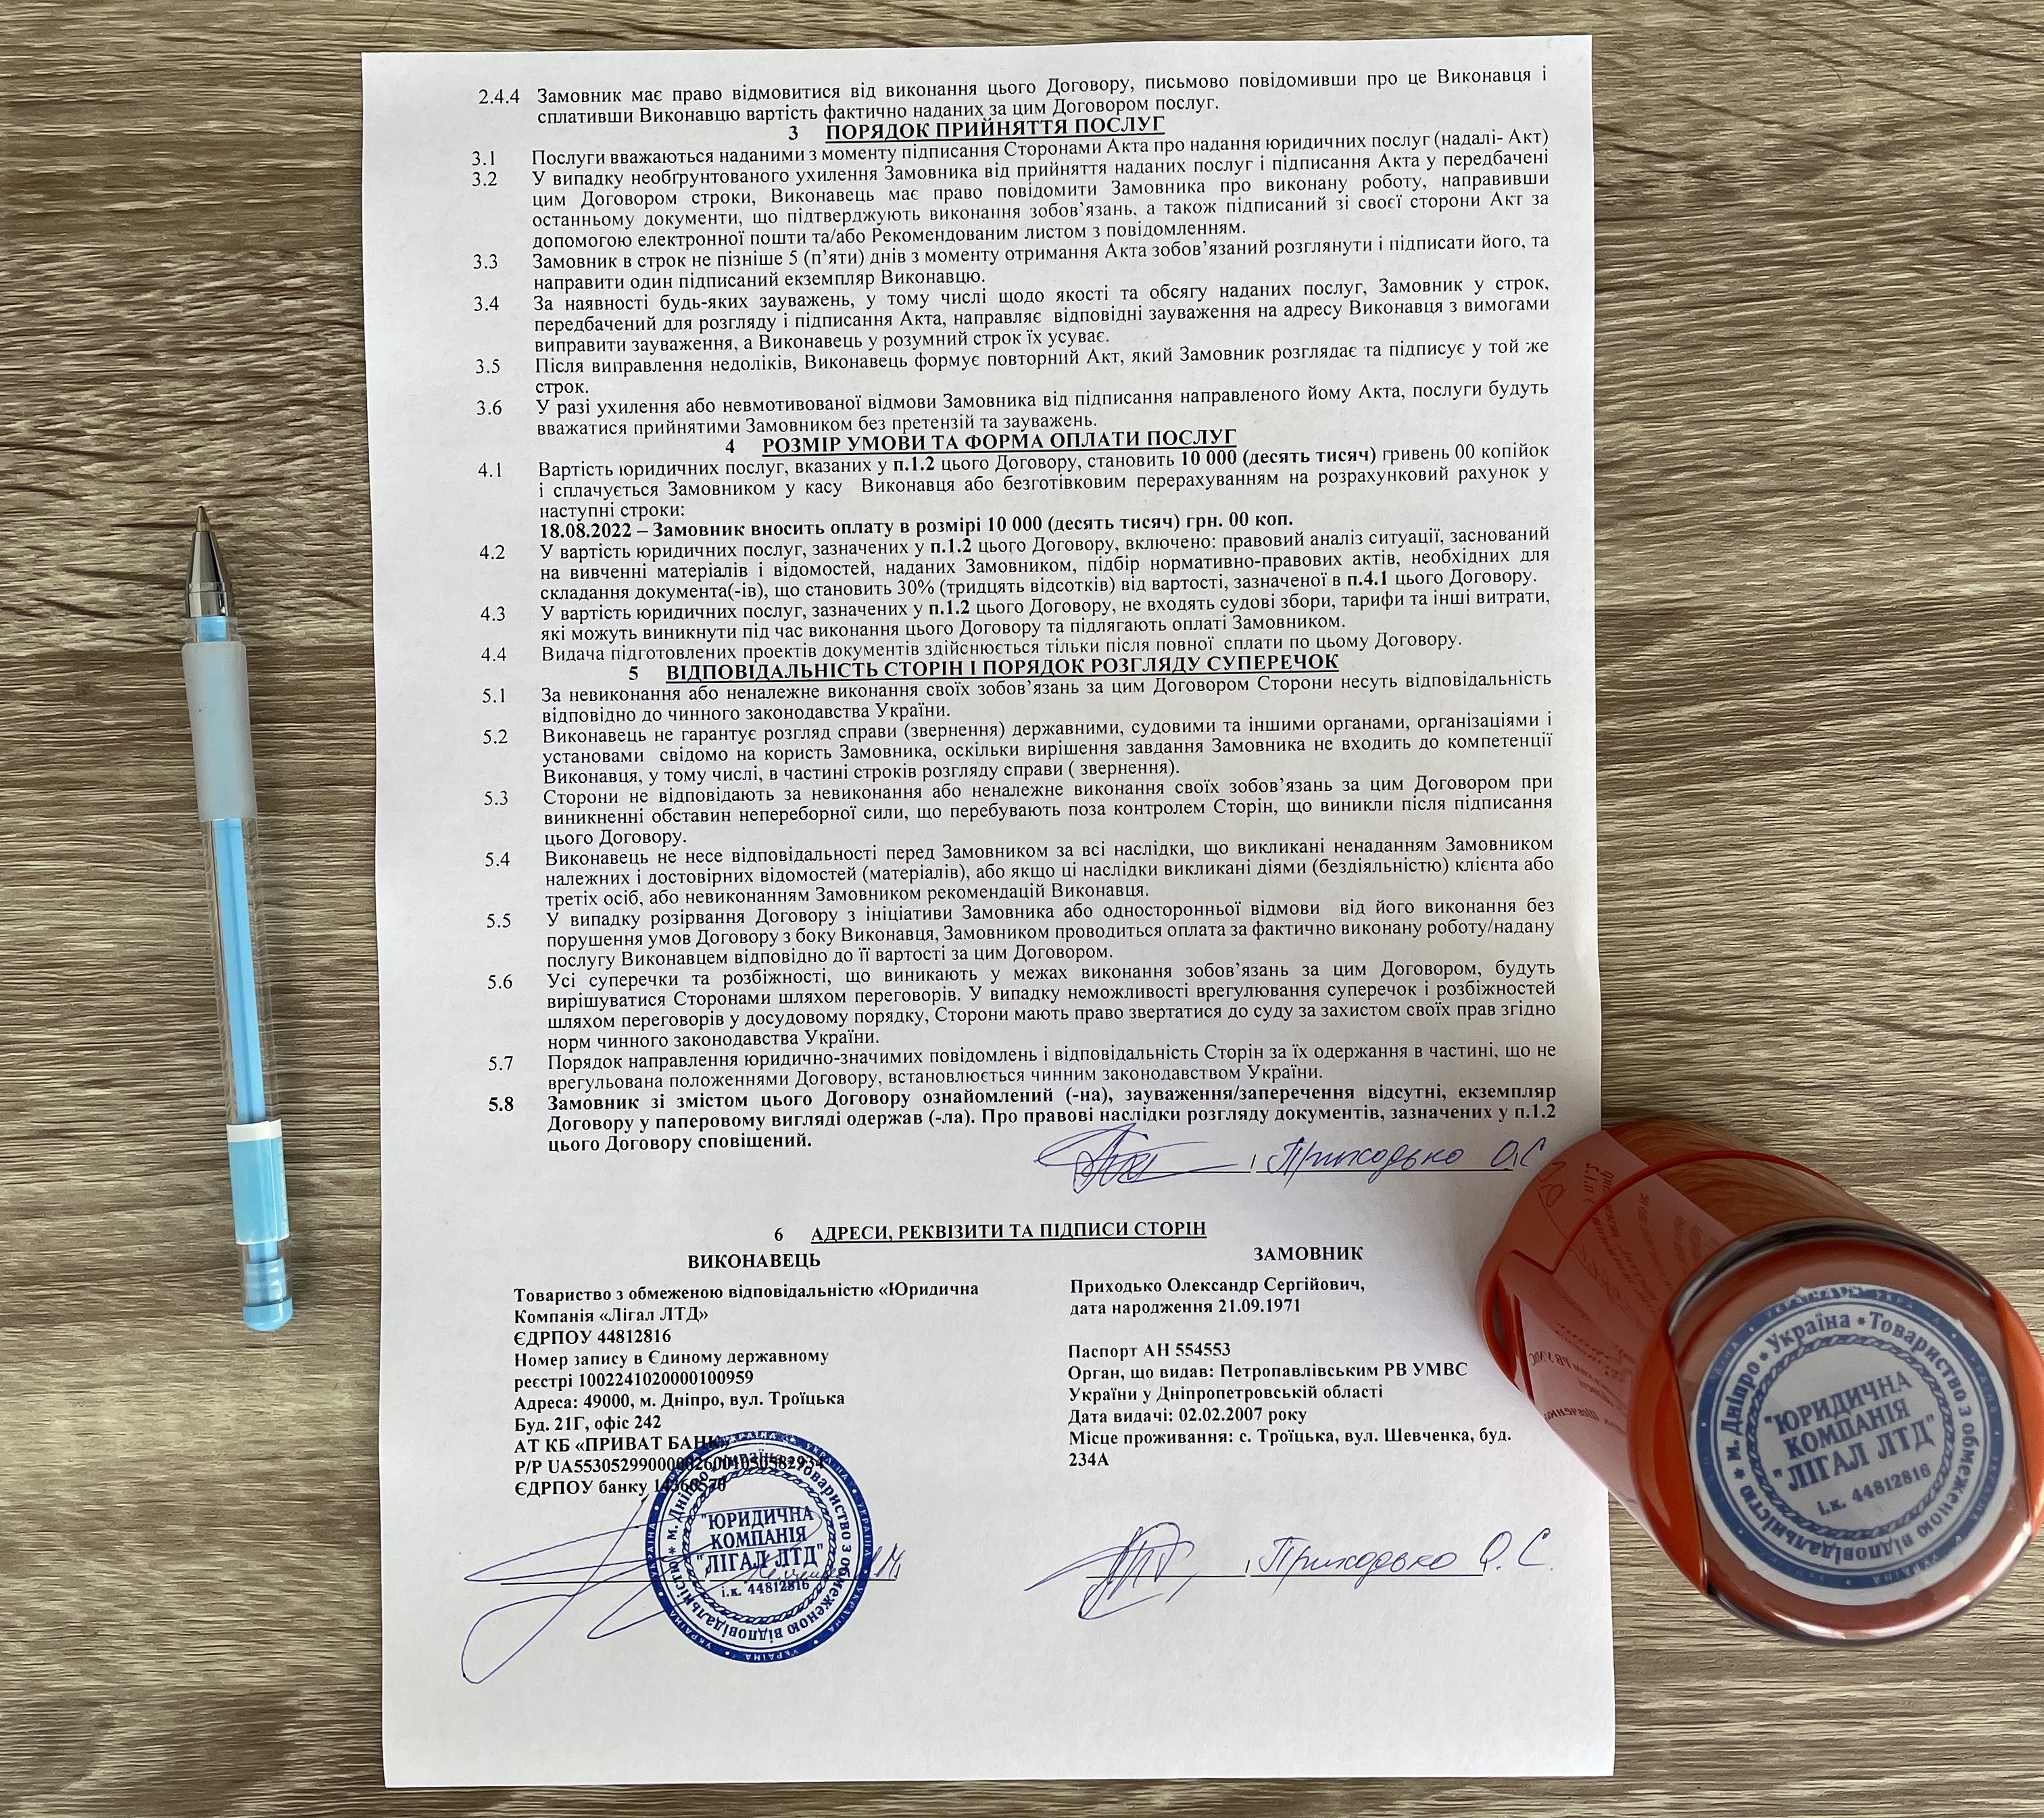 2.4.4 Замовник має право відмовитися від виконання цього Договору, письмово повідомивши про це Виконавця і
сплативши Виконавцю вартість фактично наданих за цим Договором послуг.
3 ПОРЯДОК ПРИЙНЯТТЯ ПОСЛУГ
3.1 Послуги вважаються наданими з моменту підписання Сторонами Акта про надання юридичних послуг (надалі- Акт)
3.2 У випадку необґрунтованого ухилення Замовника від прийняття наданих послуг і підписання Акта у передбачені
цим Договором строки, Виконавець має право повідомити Замовника про виконану роботу, направивши
останньому документи, що підтверджують виконання зобов’язань, а також підписаний зі своєї сторони Акт за
допомогою електронної пошти та/або Рекомендованим листом з повідомленням.
3.3 Замовник в строк не пізніше 5 (п’яти) днів з моменту отримання Акта зобов’язаний розглянути і підписати його, та
направити один підписаний екземпляр Виконавцю.
3.4 За наявності будь-яких зауважень, у тому числі щодо якості та обсягу наданих послуг, Замовник у строк,
передбачений для розгляду і підписання Акта, направляє відповідні зауваження на адресу Виконавця з вимогами
виправити зауваження, а Виконавець у розумний строк їх усуває.
3.5 Після виправлення недоліків, Виконавець формує повторний Акт, який Замовник розглядає та підписує у той же
строк.
3.6 У разі ухилення або невмотивованої відмови Замовника від підписання направленого йому Акта, послуги будуть
вважатися прийнятими Замовником без претензій та зауважень.
4 РОЗМІР УМОВИ ТА ФОРМА ОПЛАТИ ПОСЛУГ
4.1 Вартість юридичних послуг, вказаних у п.1.2 цього Договору, становить 10 000 (десять тисяч) гривень 00 копійок
і сплачується Замовником у касу Виконавця або безготівковим перерахуванням на розрахунковий рахунок у
наступні строки:
18.08.2022 – Замовник вносить оплату в розмірі 10 000 (десять тисяч) грн. 00 коп.
4.2 У вартість юридичних послуг, зазначених у п.1.2 цього Договору, включено: правовий аналіз ситуації, заснований
на вивченні матеріалів і відомостей, наданих Замовником, підбір нормативно-правових актів, необхідних для
складання документа(-ів), що становить 30% (тридцять відсотків) від вартості, зазначеної в п.4.1 цього Договору.
4.3 У вартість юридичних послуг, зазначених у п.1.2 цього Договору, не входять судові збори, тарифи та інші витрати,
які можуть виникнути під час виконання цього Договору та підлягають оплаті Замовником.
4.4 Видача підготовлених проектів документів здійснюється тільки після повної сплати по цьому Договору.
5 ВІДПОВІДАЛЬНІСТЬ СТОРІН І ПОРЯДОК РОЗГЛЯДУ СУПЕРЕЧОК
5.1 За невиконання або неналежне виконання своїх зобов’язань за цим Договором Сторони несуть відповідальність
відповідно до чинного законодавства України.
5.2 Виконавець не гарантує розгляд справи (звернення) державними, судовими та іншими органами, організаціями і
установами свідомо на користь Замовника, оскільки вирішення завдання Замовника не входить до компетенції
Виконавця, у тому числі, в частині строків розгляду справи ( звернення).
5.3 Сторони не відповідають за невиконання або неналежне виконання своїх зобов’язань за цим Договором при
виникненні обставин непереборної сили, що перебувають поза контролем Сторін, що виникли після підписання
цього Договору.
5.4 Виконавець не несе відповідальності перед Замовником за всі наслідки, що викликані ненаданням Замовником
належних і достовірних відомостей (матеріалів), або якщо ці наслідки викликані діями (бездіяльністю) клієнта або
третіх осіб, або невиконанням Замовником рекомендацій Виконавця.
5.5 У випадку розірвання Договору з ініціативи Замовника або односторонньої відмови від його виконання без
порушення умов Договору з боку Виконавця, Замовником проводиться оплата за фактично виконану роботу/надану
послугу Виконавцем відповідно до її вартості за цим Договором.
5.6 Усі суперечки та розбіжності, що виникають у межах виконання зобов’язань за цим Договором, будуть
вирішуватися Сторонами шляхом переговорів. У випадку неможливості врегулювання суперечок і розбіжностей
шляхом переговорів у досудовому порядку, Сторони мають право звертатися до суду за захистом своїх прав згідно
норм чинного законодавства України.
5.7 Порядок направлення юридично-значимих повідомлень і відповідальність Сторін за їх одержання в частині, що не
врегульована положеннями Договору, встановлюється чинним законодавством України.
5.8 Замовник зі змістом цього Договору ознайомлений (-на), зауваження/заперечення відсутні, екземпляр
Договору у паперовому вигляді одержав (-ла). Про правові наслідки розгляду документів, зазначених у п.1.2
цього Договору сповіщений.
Приходько О.С
6 АДРЕСИ, РЕКВІЗИТИ ТА ПІДПИСИ СТОРІН
ВИКОНАВЕЦЬ
Товариство з обмеженою відповідальністю «Юридична
Компанія «Лігал ЛТД»
ЄДРПОУ 44812816
Номер запису в Єдиному державному
реєстрі 1002241020000100959
Адреса: 49000, м. Дніпро, вул. Троїцька
Буд. 21Г, офіс 242
АТ КБ «ПРИВАТ БАНК»
Р/Р
ЄДРПОУ банку 14360570
ЗАМОВНИК
Приходько Олександр Сергійович,
дата народження 21.09.1971
Паспорт АН 554553
Орган, що видав: Петропавлівським РВ УМВС
України у Дніпропетровській області
Дата видачі: 02.02.2007 року
Місце проживання: с. Троїцька, вул. Шевченка, буд.
234А
Приходько О.С.
Україна * Товариство з обмеженою відповідальністю * м. Дніпро *
"ЮРИДИЧНА
КОМПАНІЯ
"ЛІГАЛ ЛТД"
і.к. 44812816
Україна * Товариство з обмеженою відповідальністю * м. Дніпро *
"ЮРИДИЧНА
КОМПАНІЯ
"ЛІГАЛ ЛТД"
і.к. 44812816